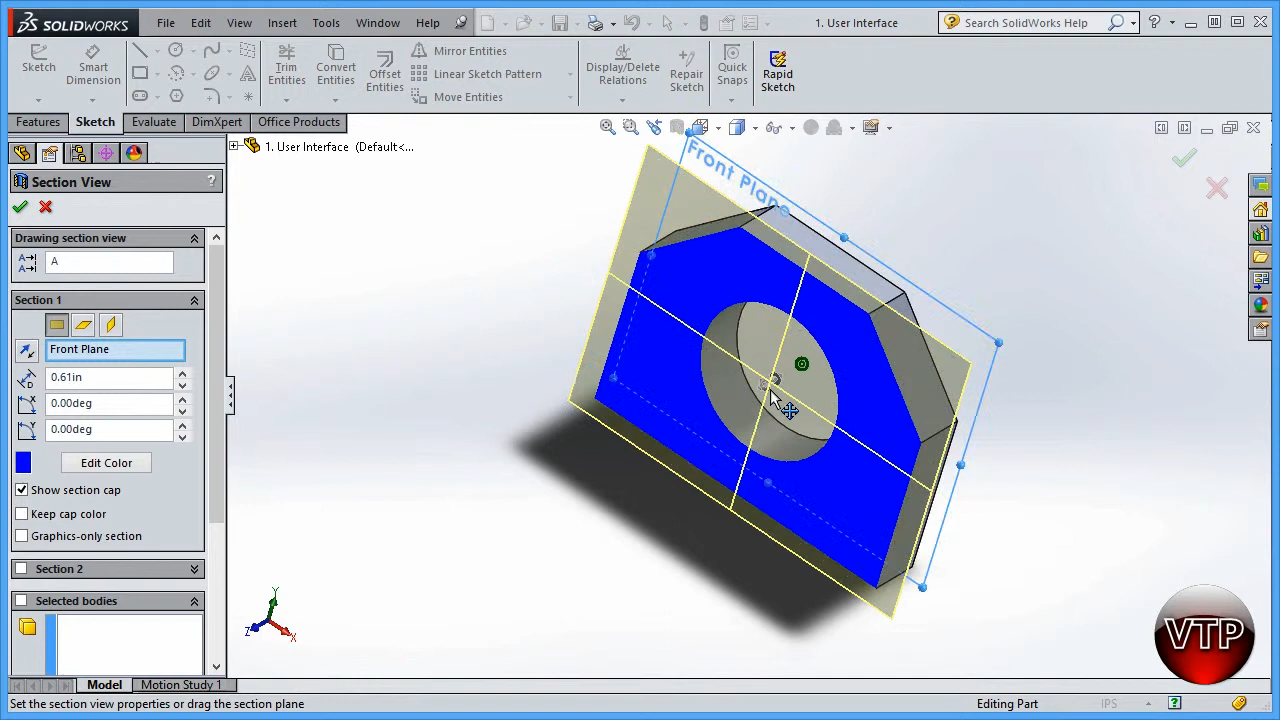 SOLIDWORKS File Edit View Insert Tools Window Help 1. User Interface Search SolidWorks Help
Sketch Smart Dimension Trim Entities Convert Entities Offset Entities Mirror Entities Linear Sketch Pattern Move Entities Display/Delete Relations Repair Sketch Quick Snaps Rapid Sketch
Features Sketch Evaluate DimXpert Office Products
1. User Interface (Default<...
Section View ?
Front Plane
Drawing section view
A
Section 1
Front Plane
0.61in
0.00deg
0.00deg
Edit Color
Show section cap
Keep cap color
Graphics-only section
Section 2
Selected bodies
Y
Z X
VTP
Model Motion Study 1
Set the section view properties or drag the section plane Editing Part IPS ?